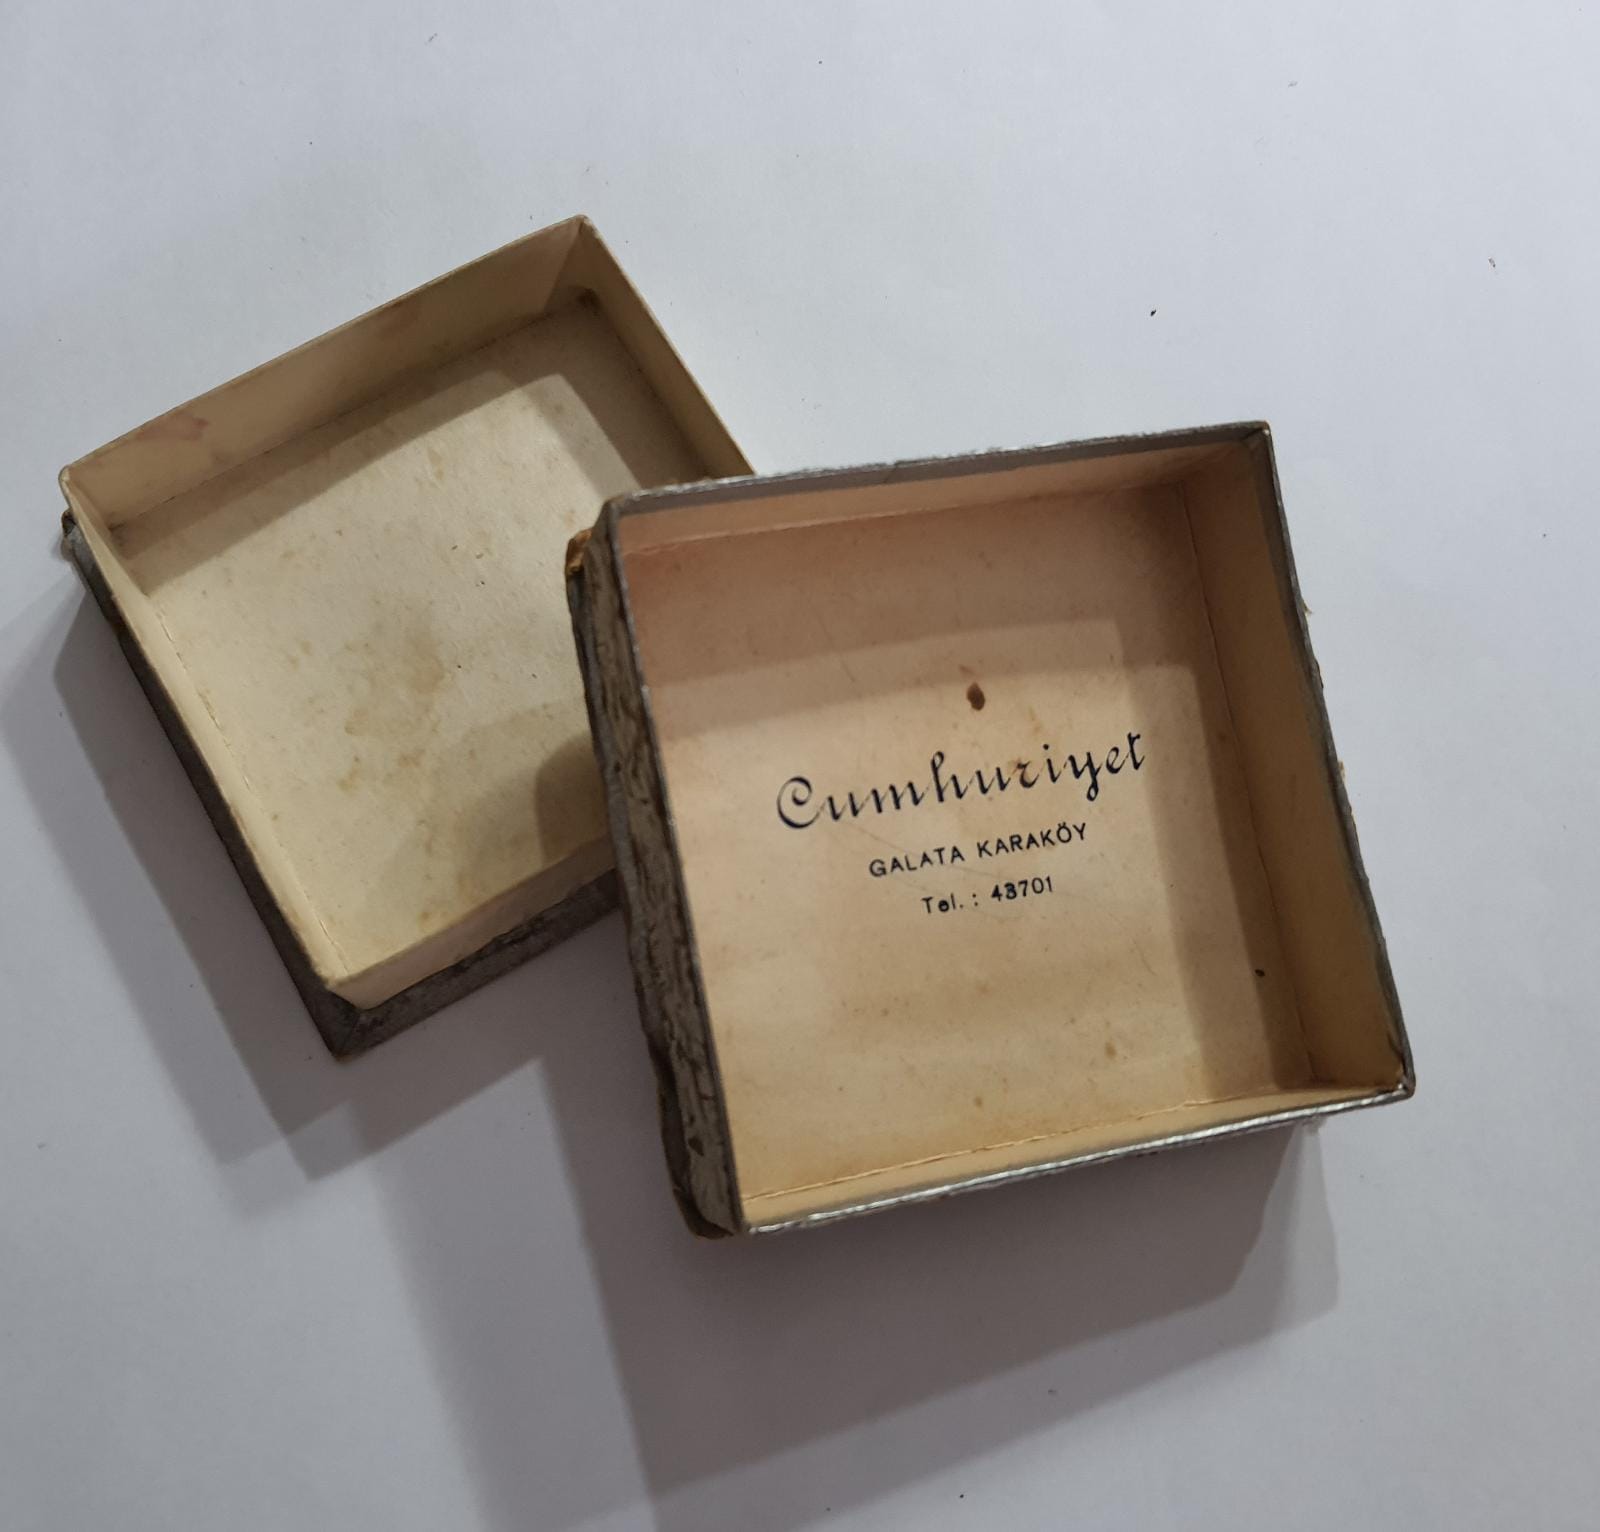 Cumhuriyet
GALATA KARAKÖY
Tel. : 43701